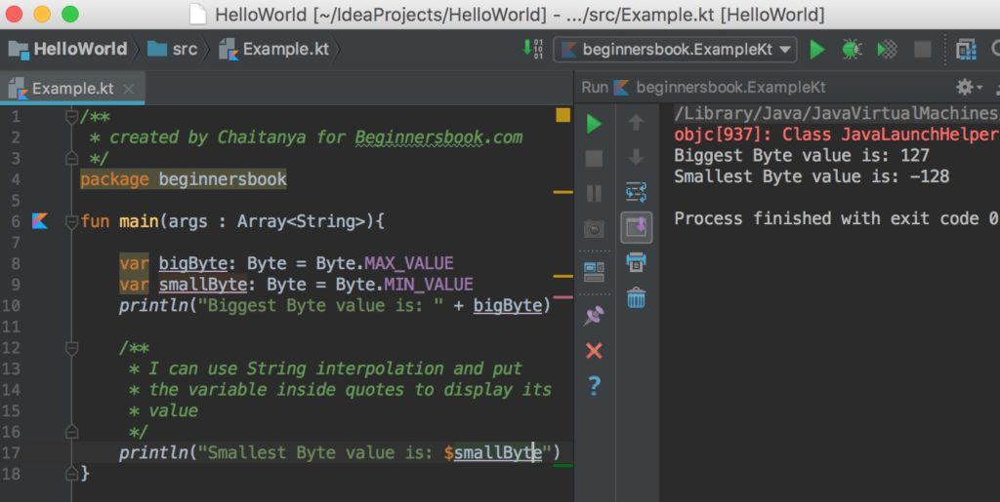 HelloWorld [~/IdeaProjects/HelloWorld] - .../src/Example.kt [HelloWorld]
HelloWorld src Example.kt beginnersbook.ExampleKt
Example.kt
1 /**
2 * created by Chaitanya for Beginnersbook.com
3 */
4 package beginnersbook
5
6 fun main(args : Array<String>){
7
8 var bigByte: Byte = Byte.MAX_VALUE
9 var smallByte: Byte = Byte.MIN_VALUE
10 println("Biggest Byte value is: " + bigByte)
11
12 /**
13 * I can use String interpolation and put
14 * the variable inside quotes to display its
15 * value
16 */
17 println("Smallest Byte value is: $smallByte")
18 }
Run beginnersbook.ExampleKt
/Library/Java/JavaVirtualMachines
objc[937]: Class JavaLaunchHelper
Biggest Byte value is: 127
Smallest Byte value is: -128
Process finished with exit code 0